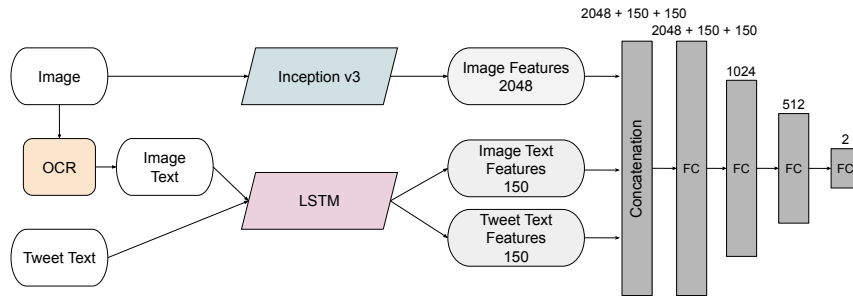 2048 + 150 + 150
2048 + 150 + 150
Image
Inception v3
Image Features
2048
1024
512
2
OCR
Image
Text
LSTM
Image Text
Features
150
Tweet Text
Features
150
Tweet Text
Concatenation
FC
FC
FC
FC